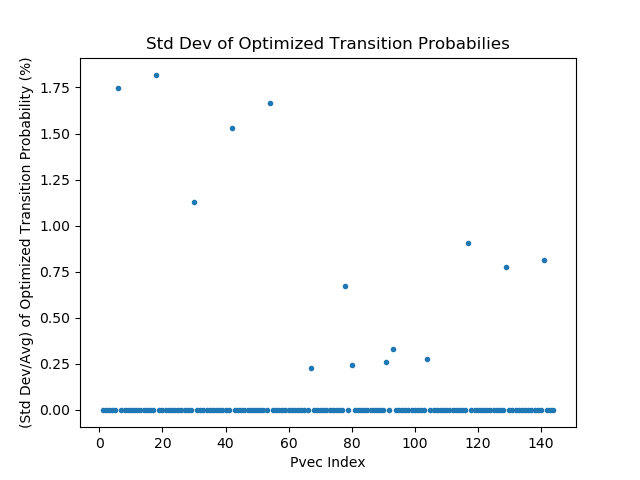 Std Dev of Optimized Transition Probabilies
(Std Dev/Avg) of Optimized Transition Probability (%)
1.75
1.50
1.25
1.00
0.75
0.50
0.25
0.00
0 20 40 60 80 100 120 140
Pvec Index